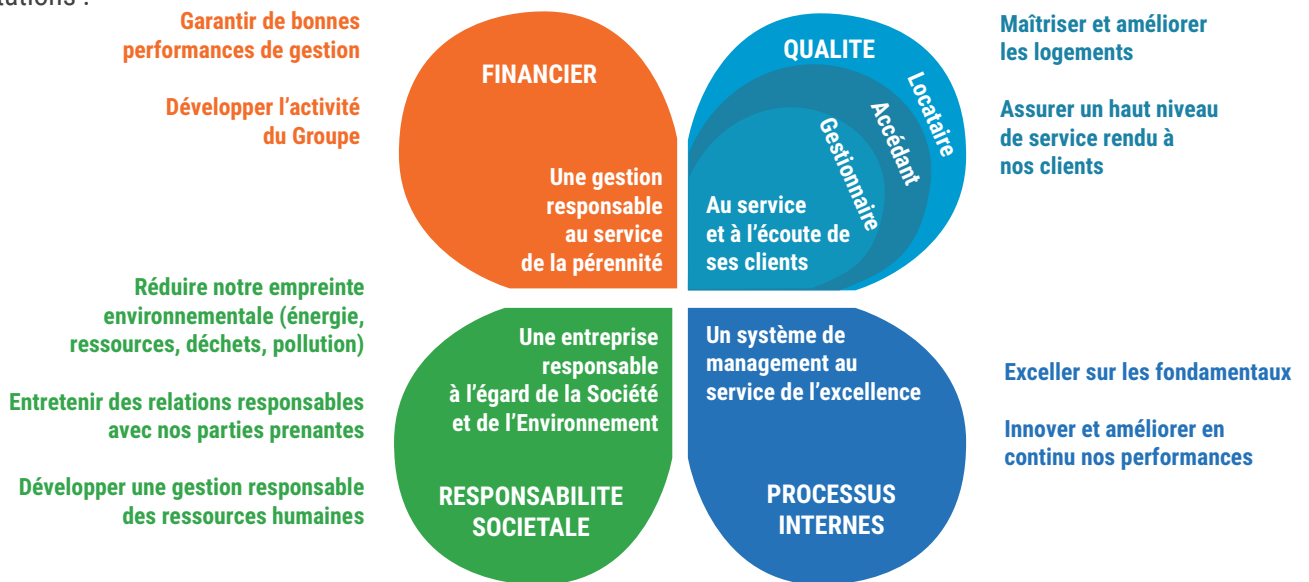 tations :
Garantir de bonnes
performances de gestion
Développer l’activité
du Groupe
FINANCIER
Une gestion
responsable
au service
de la pérennité
QUALITE
Locataire
Accédant
Gestionnaire
Au service
et à l’écoute de
ses clients
Maîtriser et améliorer
les logements
Assurer un haut niveau
de service rendu à
nos clients
Réduire notre empreinte
environnementale (énergie,
ressources, déchets, pollution)
Entretenir des relations responsables
avec nos parties prenantes
Développer une gestion responsable
des ressources humaines
Une entreprise
responsable
à l’égard de la Société
et de l’Environnement
RESPONSABILITE
SOCIETALE
Un système de
management au
service de l’excellence
PROCESSUS
INTERNES
Exceller sur les fondamentaux
Innover et améliorer en
continu nos performances